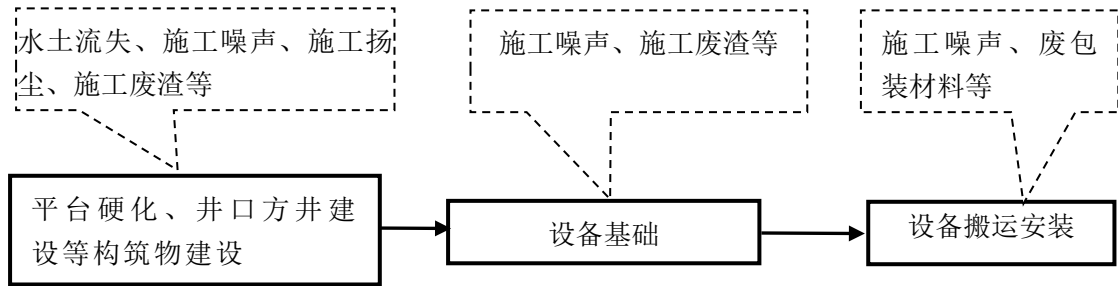 水土流失、施工噪声、施工扬
尘、施工废渣等
施工噪声、施工废渣等
施工噪声、废包
装材料等
平台硬化、井口方井建
设等构筑物建设
设备基础
设备搬运安装